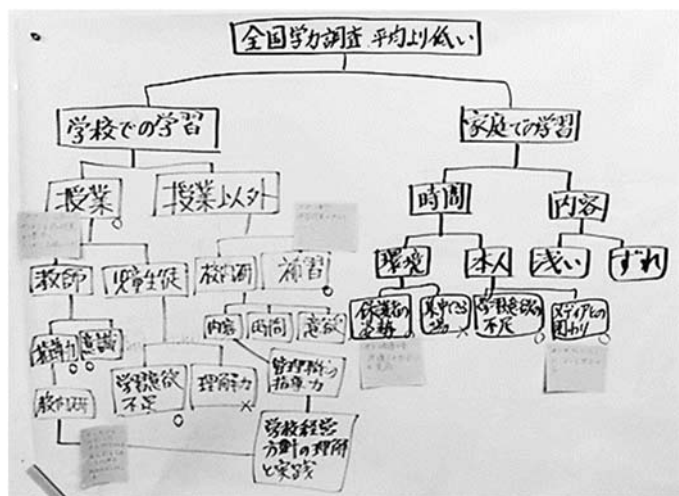 全国学力調査 平均より低い
学校での学習
家庭での学習
授業
授業以外
時間
内容
教師
児童生徒
校内研
補習
環境
本人
浅い
ずれ
指導力
意識
内容
時間
意欲
保護者の意識
集中できる
学習意欲の
不足
メディアとの
関わり
校内研
学習意欲
不足
理解力
管理職の
指導力
学校経営
方針の理解
と実践